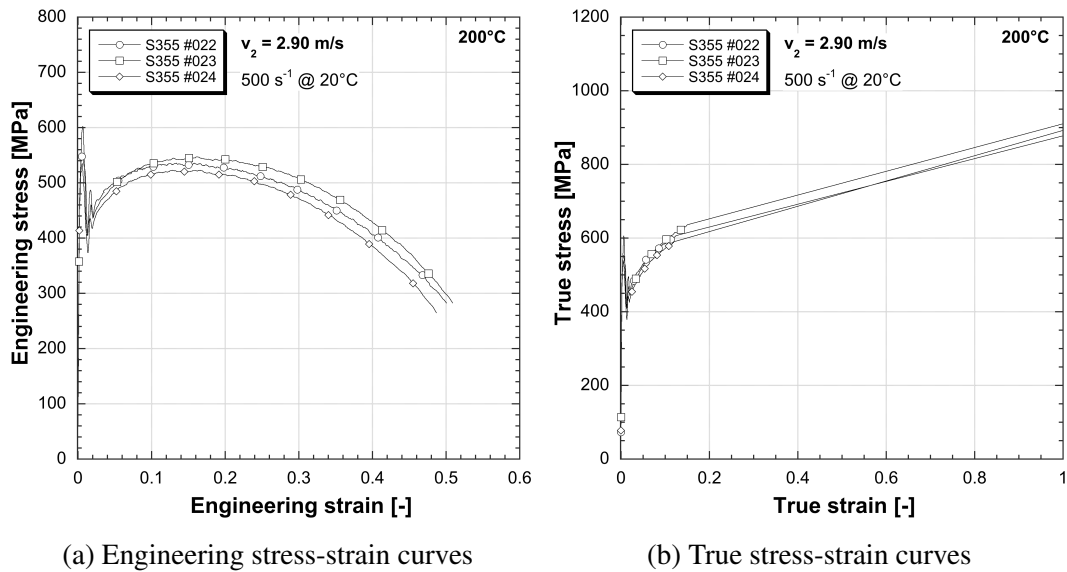 800
700
600
500
400
300
200
100
0
0
0.1
0.2
0.3
0.4
0.5
0.6
Engineering stress [MPa]
Engineering strain [-]
S355 #022
S355 #023
S355 #024
v2 = 2.90 m/s
500 s-1 @ 20°C
200°C
(a) Engineering stress-strain curves
1200
1000
800
600
400
200
0
0
0.2
0.4
0.6
0.8
1
True stress [MPa]
True strain [-]
S355 #022
S355 #023
S355 #024
v2 = 2.90 m/s
500 s-1 @ 20°C
200°C
(b) True stress-strain curves